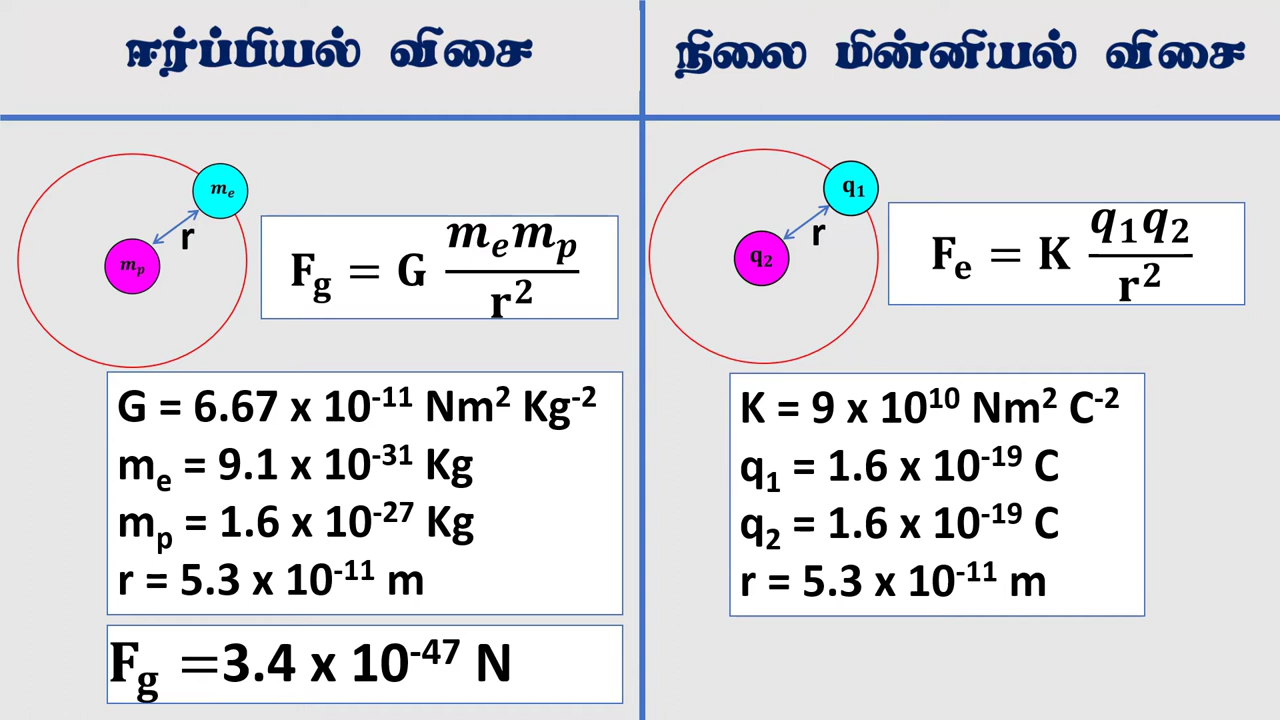 ஈர்ப்பியல் விசை
mₑ
r
mₚ
F_g = G mₑmₚ / r²
G = 6.67 x 10⁻¹¹ Nm² Kg⁻²
mₑ = 9.1 x 10⁻³¹ Kg
mₚ = 1.6 x 10⁻²⁷ Kg
r = 5.3 x 10⁻¹¹ m
F_g =3.4 x 10⁻⁴⁷ N
நிலை மின்னியல் விசை
q₁
r
q₂
Fₑ = K q₁q₂ / r²
K = 9 x 10¹⁰ Nm² C⁻²
q₁ = 1.6 x 10⁻¹⁹ C
q₂ = 1.6 x 10⁻¹⁹ C
r = 5.3 x 10⁻¹¹ m